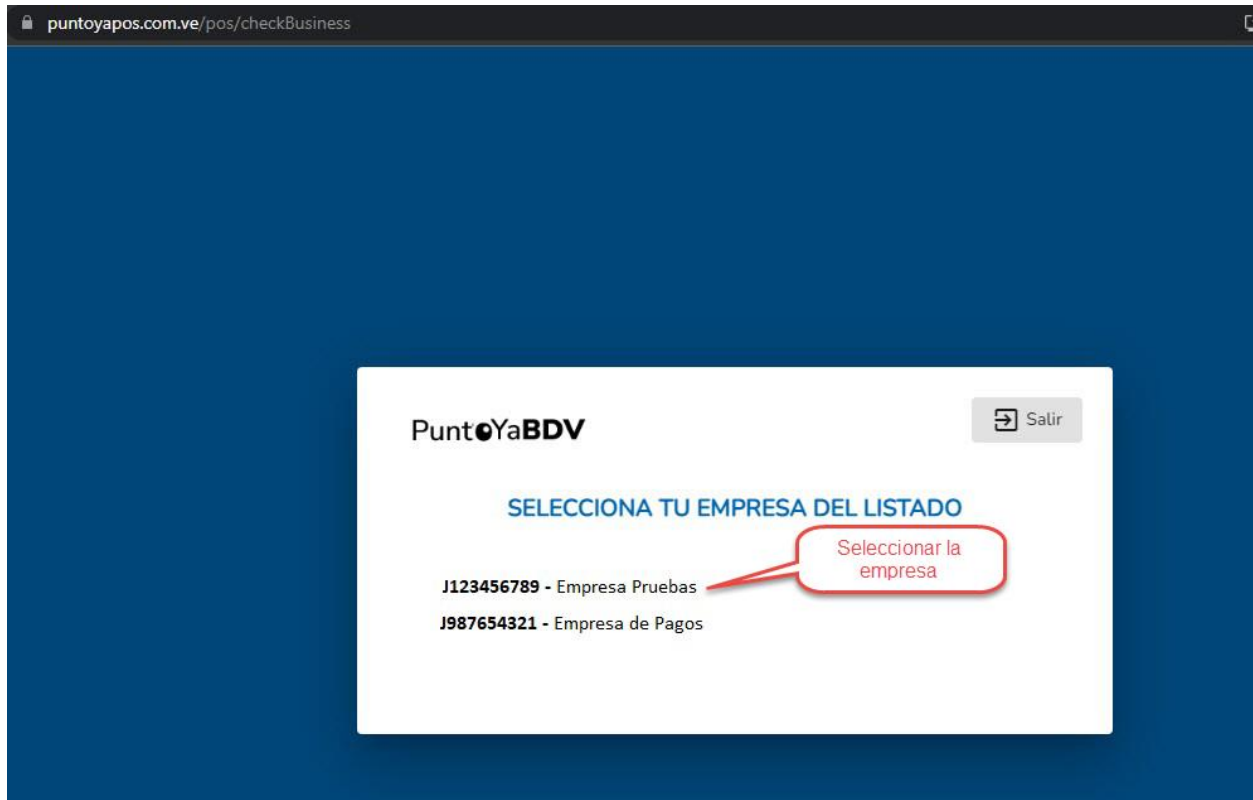 puntoyapos.com.ve/pos/checkBusiness
PuntoYaBDV
Salir
SELECCIONA TU EMPRESA DEL LISTADO
Seleccionar la
empresa
J123456789 - Empresa Pruebas
J987654321 - Empresa de Pagos